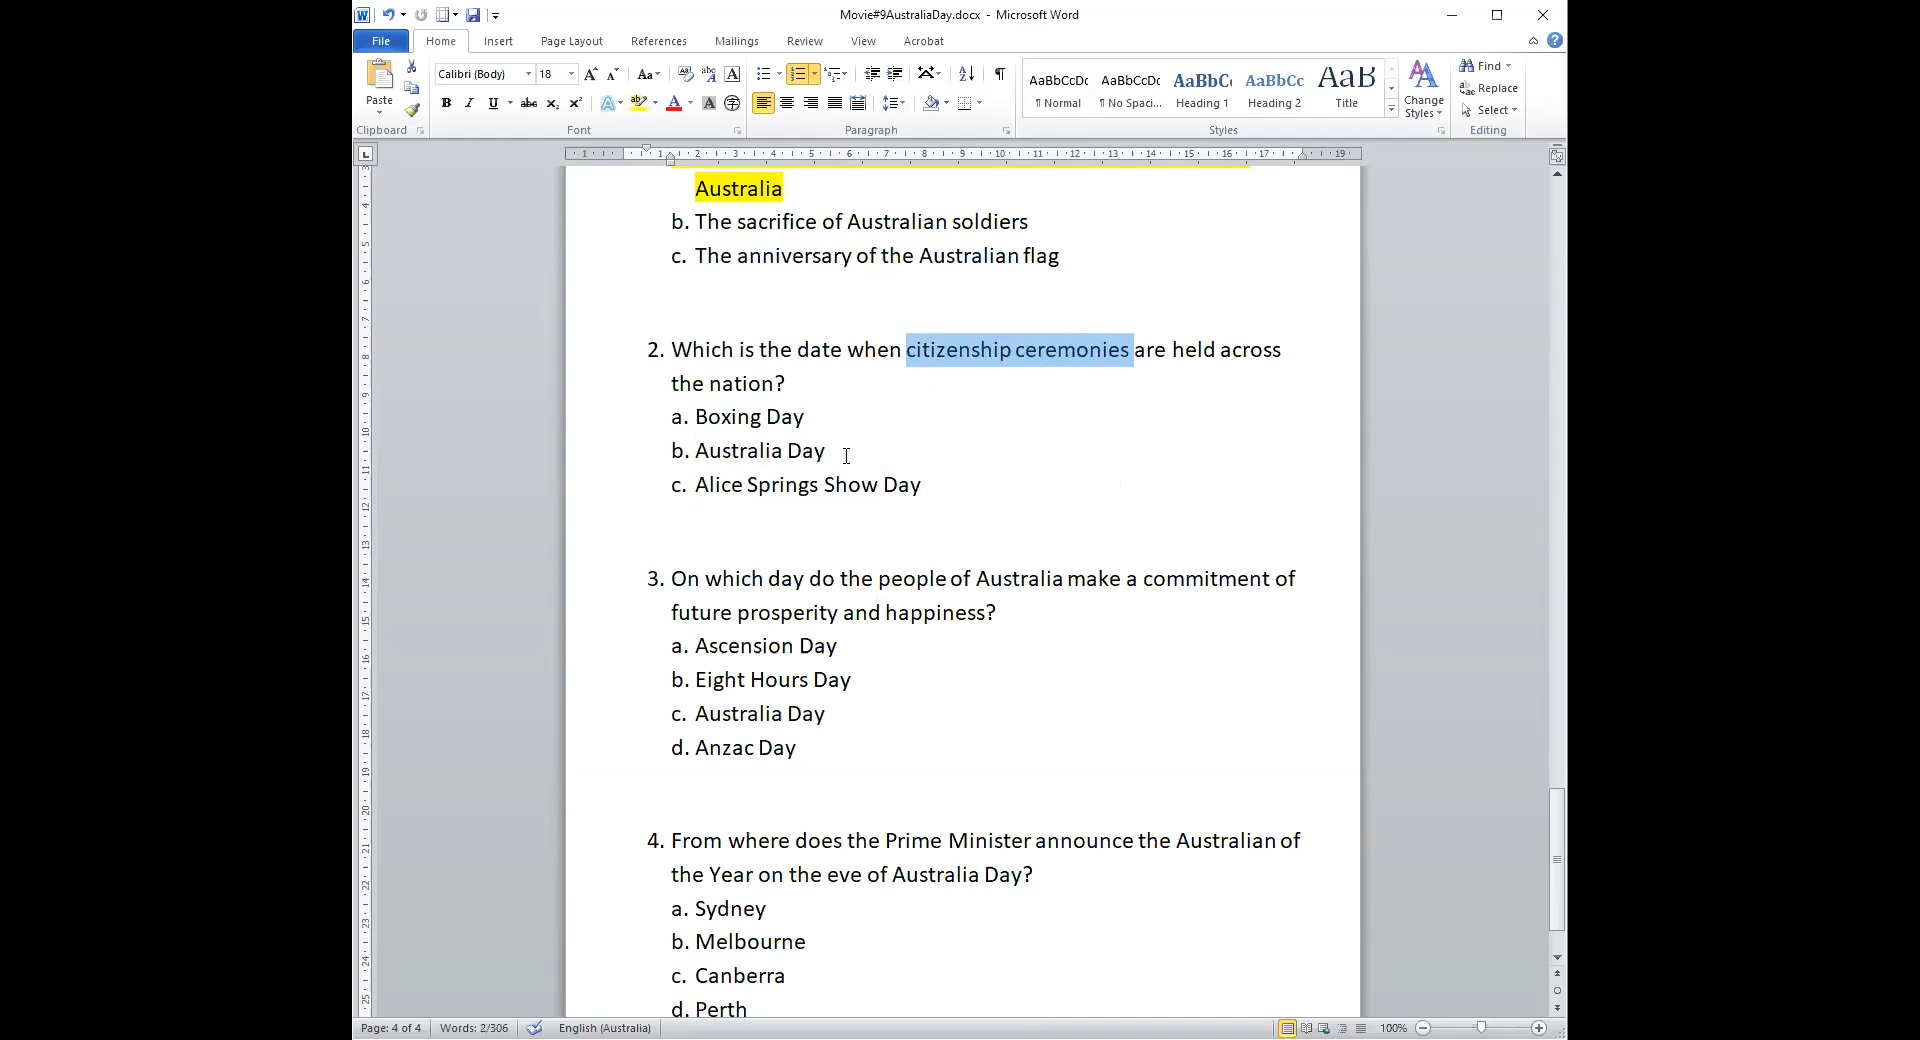 Movie#9AustraliaDay.docx - Microsoft Word
File Home Insert Page Layout References Mailings Review View Acrobat
Calibri (Body) 18 Aa
AaBbCcDc AaBbCcDc AaBbC AaBbCc AaB
Find
Replace
Select
Paste
B I U abc x₂ x² A
¶ Normal ¶ No Spaci... Heading 1 Heading 2 Title
Change
Styles
Clipboard Font Paragraph Styles Editing
Australia
b. The sacrifice of Australian soldiers
c. The anniversary of the Australian flag
2. Which is the date when citizenship ceremonies are held across
the nation?
a. Boxing Day
b. Australia Day
c. Alice Springs Show Day
3. On which day do the people of Australia make a commitment of
future prosperity and happiness?
a. Ascension Day
b. Eight Hours Day
c. Australia Day
d. Anzac Day
4. From where does the Prime Minister announce the Australian of
the Year on the eve of Australia Day?
a. Sydney
b. Melbourne
c. Canberra
d. Perth
Page: 4 of 4 Words: 2/306 English (Australia) 100%